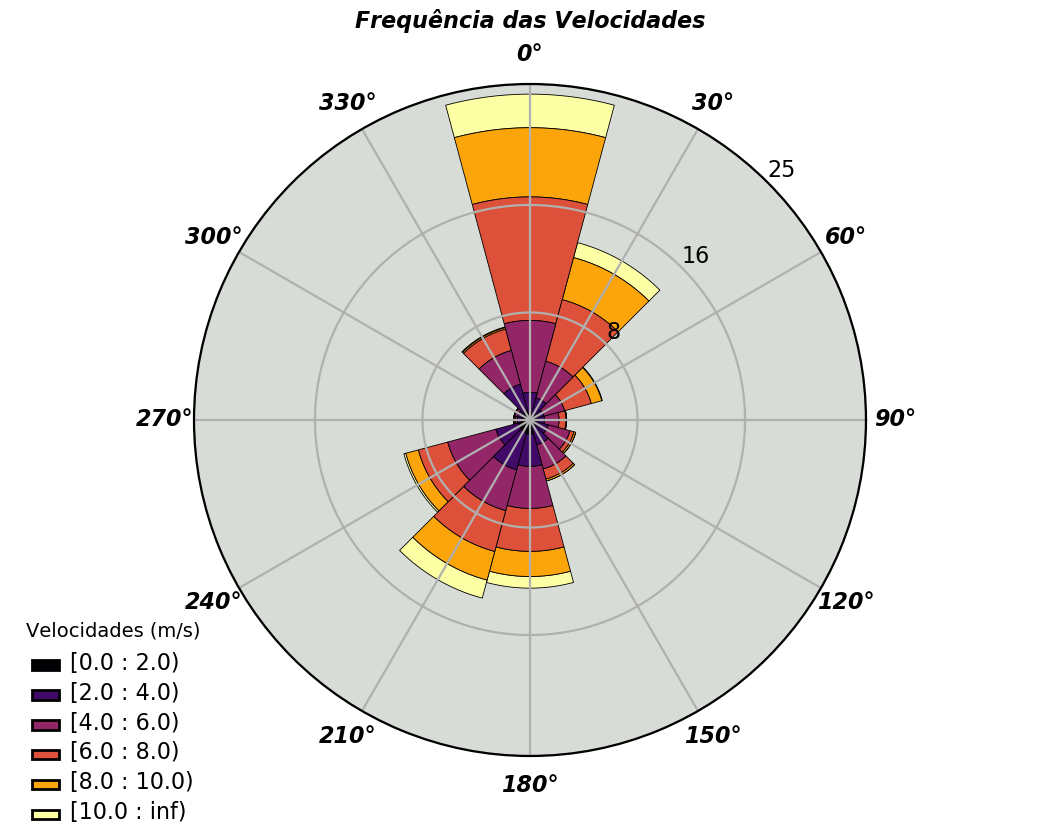 Frequência das Velocidades
0°
330°
30°
25
300°
60°
16
8
270°
90°
240°
120°
210°
150°
180°
Velocidades (m/s)
[0.0 : 2.0)
[2.0 : 4.0)
[4.0 : 6.0)
[6.0 : 8.0)
[8.0 : 10.0)
[10.0 : inf)